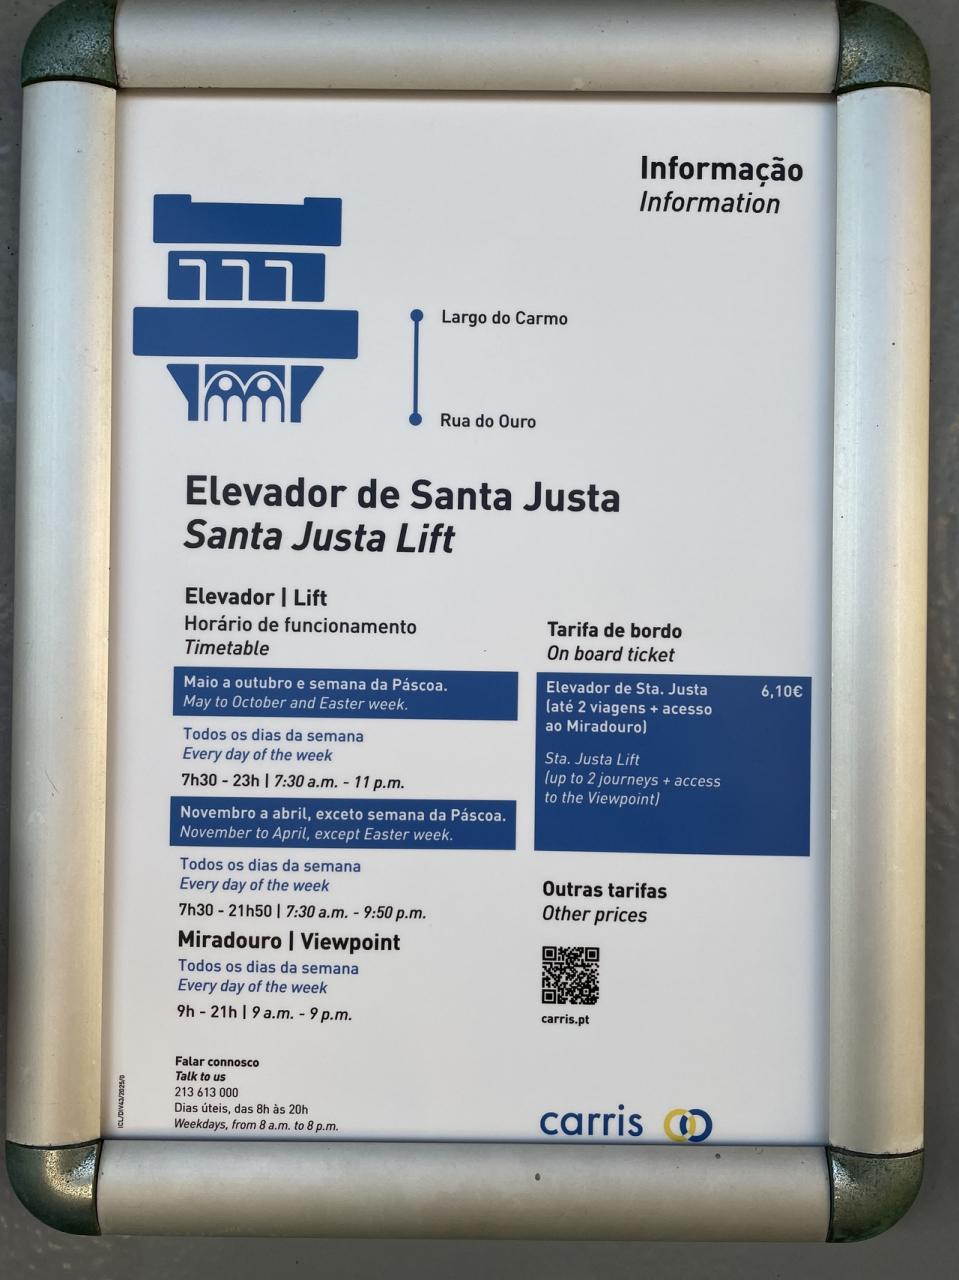 Informação
Information
Largo do Carmo
Rua do Ouro
Elevador de Santa Justa
Santa Justa Lift
Elevador | Lift
Horário de funcionamento
Timetable
Maio a outubro e semana da Páscoa.
May to October and Easter week.
Todos os dias da semana
Every day of the week
7h30 - 23h | 7:30 a.m. - 11 p.m.
Novembro a abril, exceto semana da Páscoa.
November to April, except Easter week.
Todos os dias da semana
Every day of the week
7h30 - 21h50 | 7:30 a.m. - 9:50 p.m.
Miradouro | Viewpoint
Todos os dias da semana
Every day of the week
9h - 21h | 9 a.m. - 9 p.m.
Tarifa de bordo
On board ticket
Elevador de Sta. Justa 6,10€
(até 2 viagens + acesso
ao Miradouro)
Sta. Justa Lift
(up to 2 journeys + access
to the Viewpoint)
Outras tarifas
Other prices
carris.pt
Falar connosco
Talk to us
213 613 000
Dias úteis, das 8h às 20h
Weekdays, from 8 a.m. to 8 p.m.
ICL/DIV43/2025/0
carris